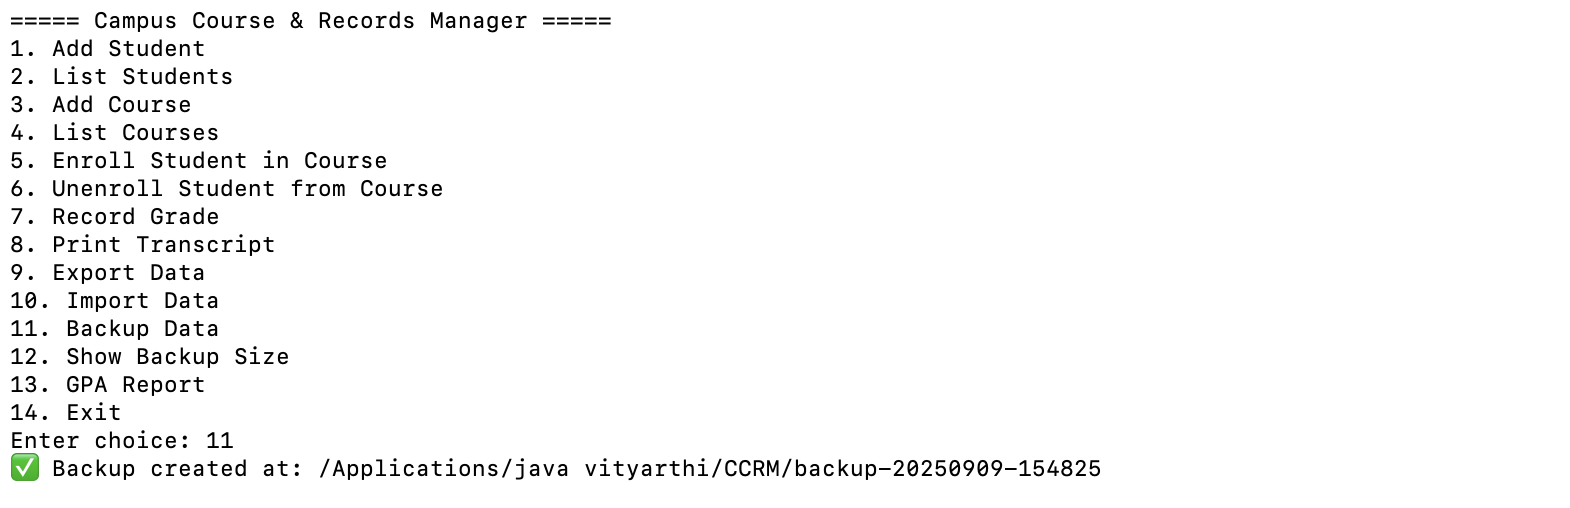 ===== Campus Course & Records Manager =====
1. Add Student
2. List Students
3. Add Course
4. List Courses
5. Enroll Student in Course
6. Unenroll Student from Course
7. Record Grade
8. Print Transcript
9. Export Data
10. Import Data
11. Backup Data
12. Show Backup Size
13. GPA Report
14. Exit
Enter choice: 11
✅ Backup created at: /Applications/java vityarthi/CCRM/backup-20250909-154825